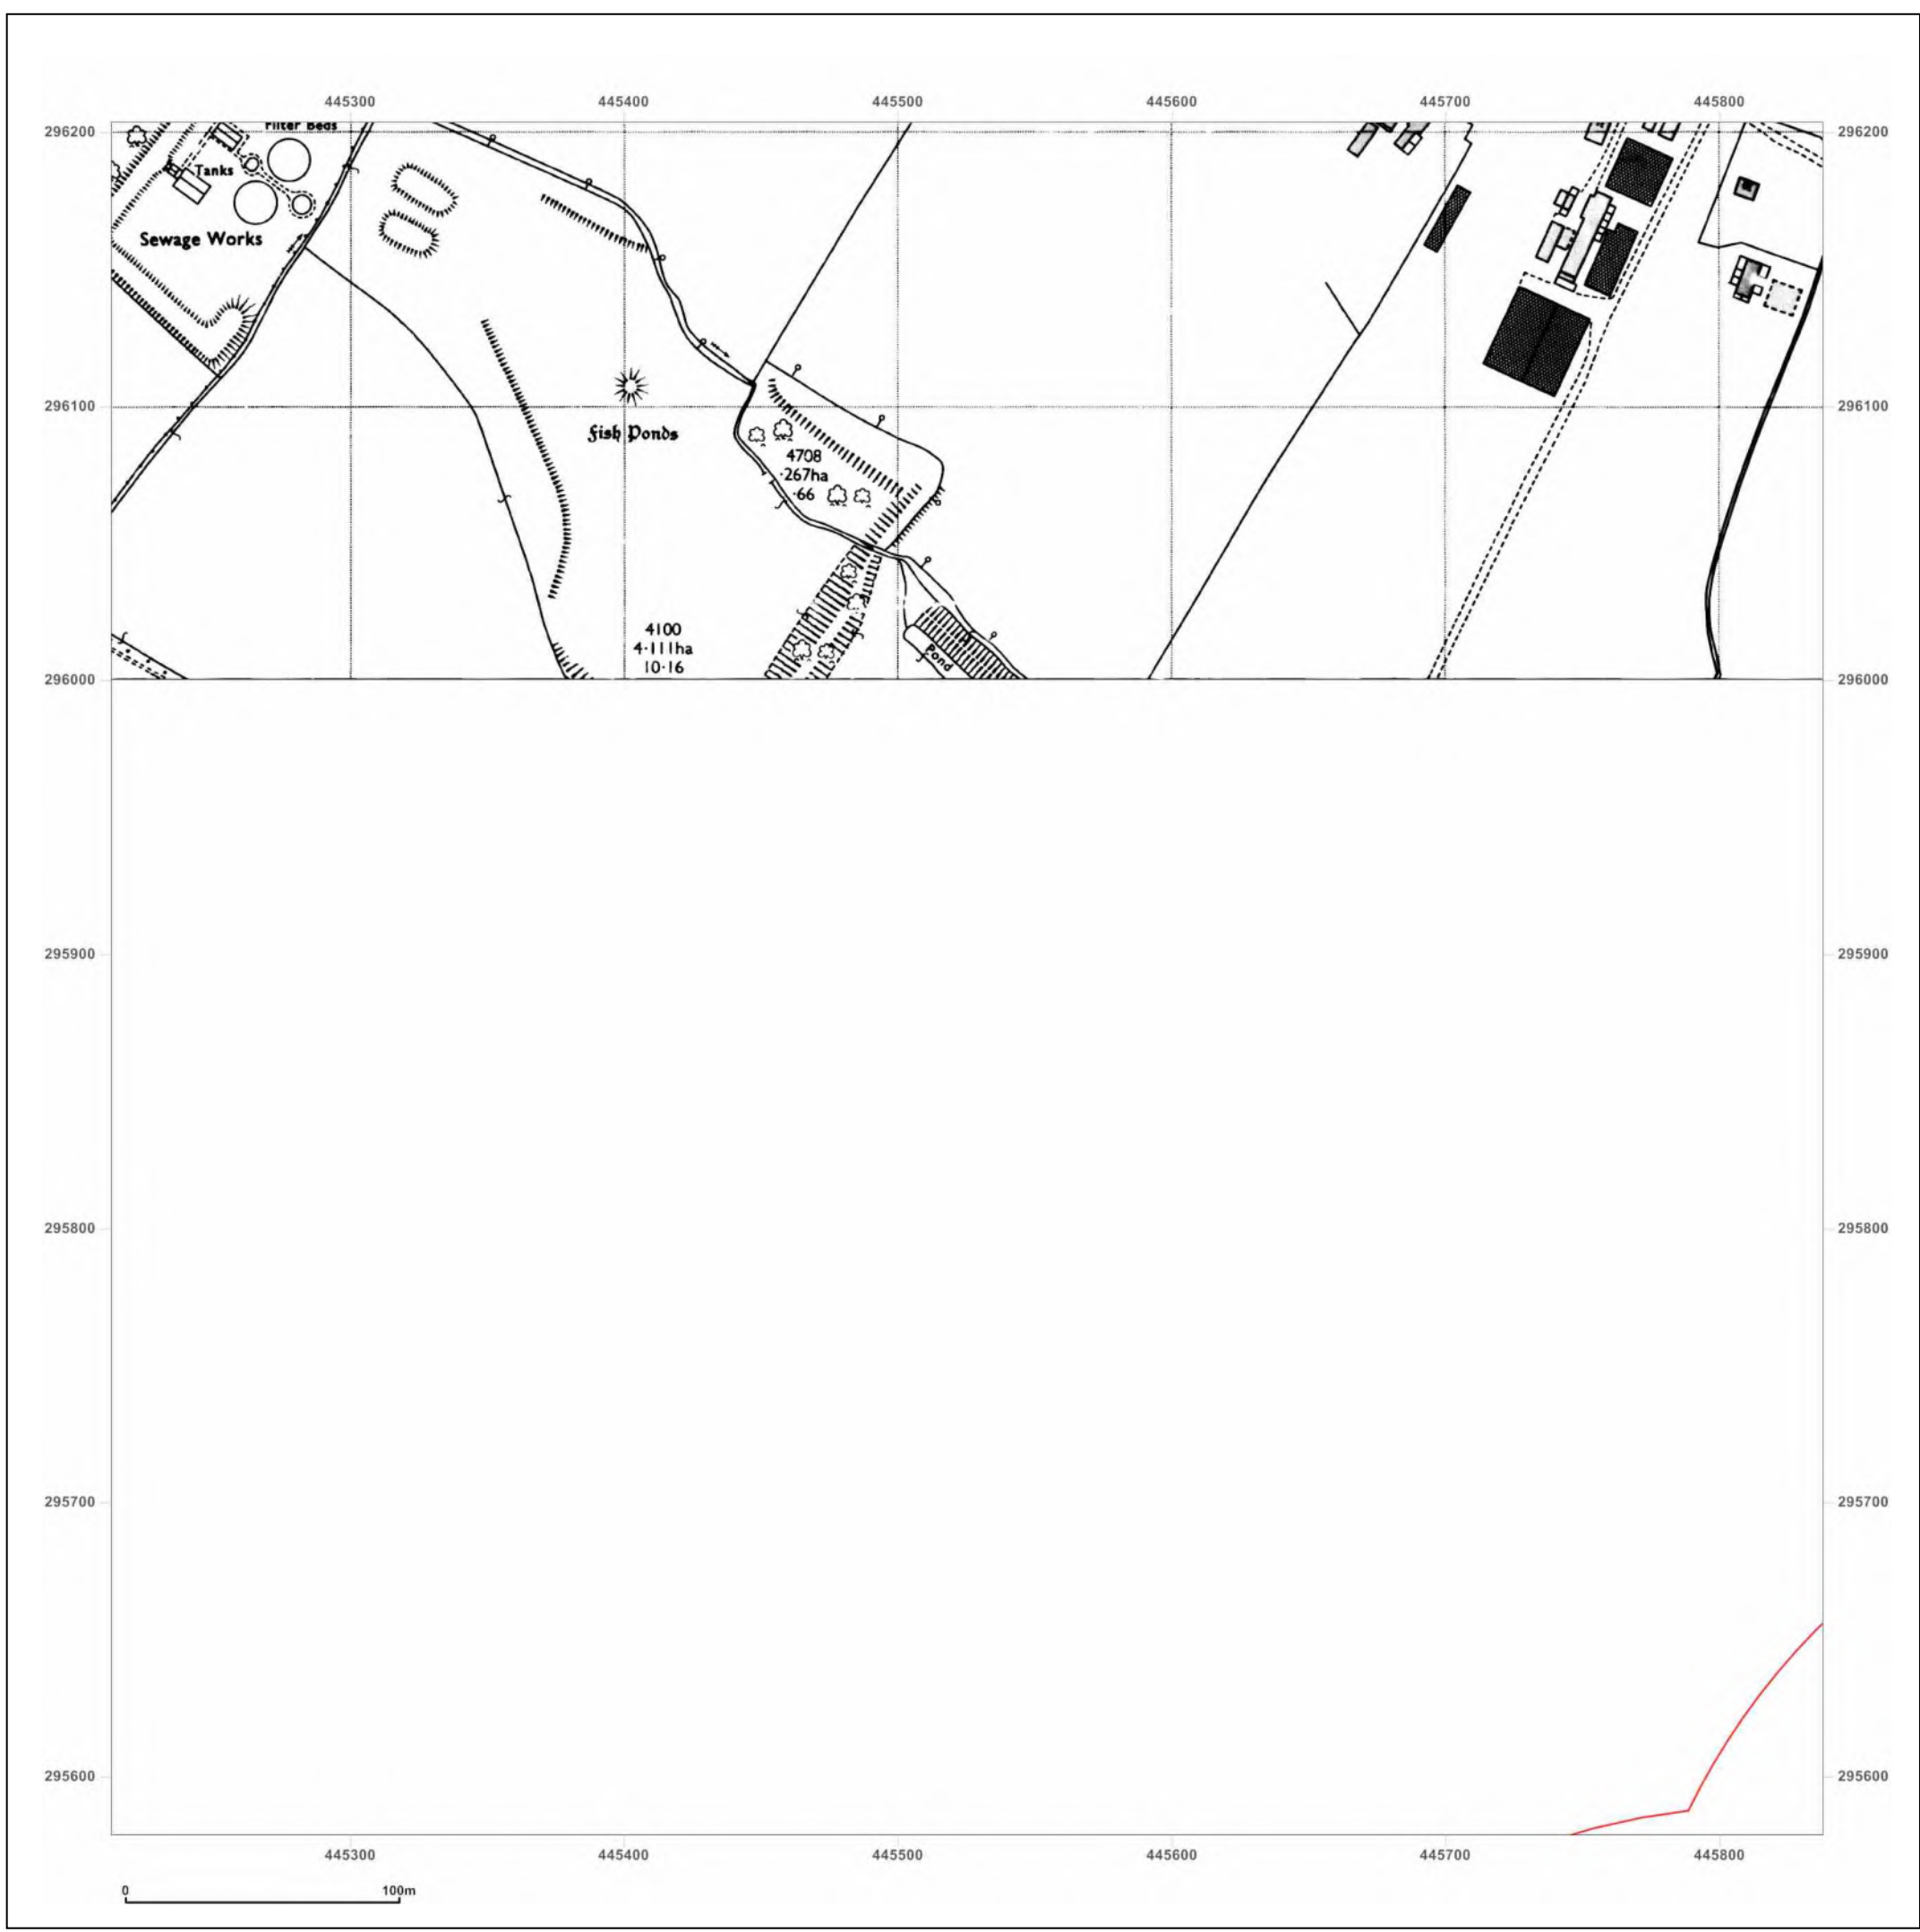 445300 445400 445500 445600 445700 445800
296200 296200
Filter Beds
Tanks
Sewage Works
296100 296100
Fish Ponds
4708
·267ha
·66
4100
4·111ha
10·16
Pond
296000 296000
295900 295900
295800 295800
295700 295700
295600 295600
445300 445400 445500 445600 445700 445800
0 100m